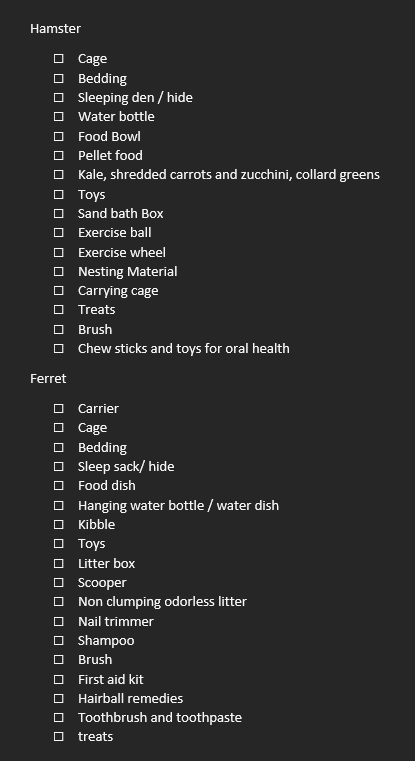 Hamster
☐ Cage
☐ Bedding
☐ Sleeping den / hide
☐ Water bottle
☐ Food Bowl
☐ Pellet food
☐ Kale, shredded carrots and zucchini, collard greens
☐ Toys
☐ Sand bath Box
☐ Exercise ball
☐ Exercise wheel
☐ Nesting Material
☐ Carrying cage
☐ Treats
☐ Brush
☐ Chew sticks and toys for oral health
Ferret
☐ Carrier
☐ Cage
☐ Bedding
☐ Sleep sack/ hide
☐ Food dish
☐ Hanging water bottle / water dish
☐ Kibble
☐ Toys
☐ Litter box
☐ Scooper
☐ Non clumping odorless litter
☐ Nail trimmer
☐ Shampoo
☐ Brush
☐ First aid kit
☐ Hairball remedies
☐ Toothbrush and toothpaste
☐ treats